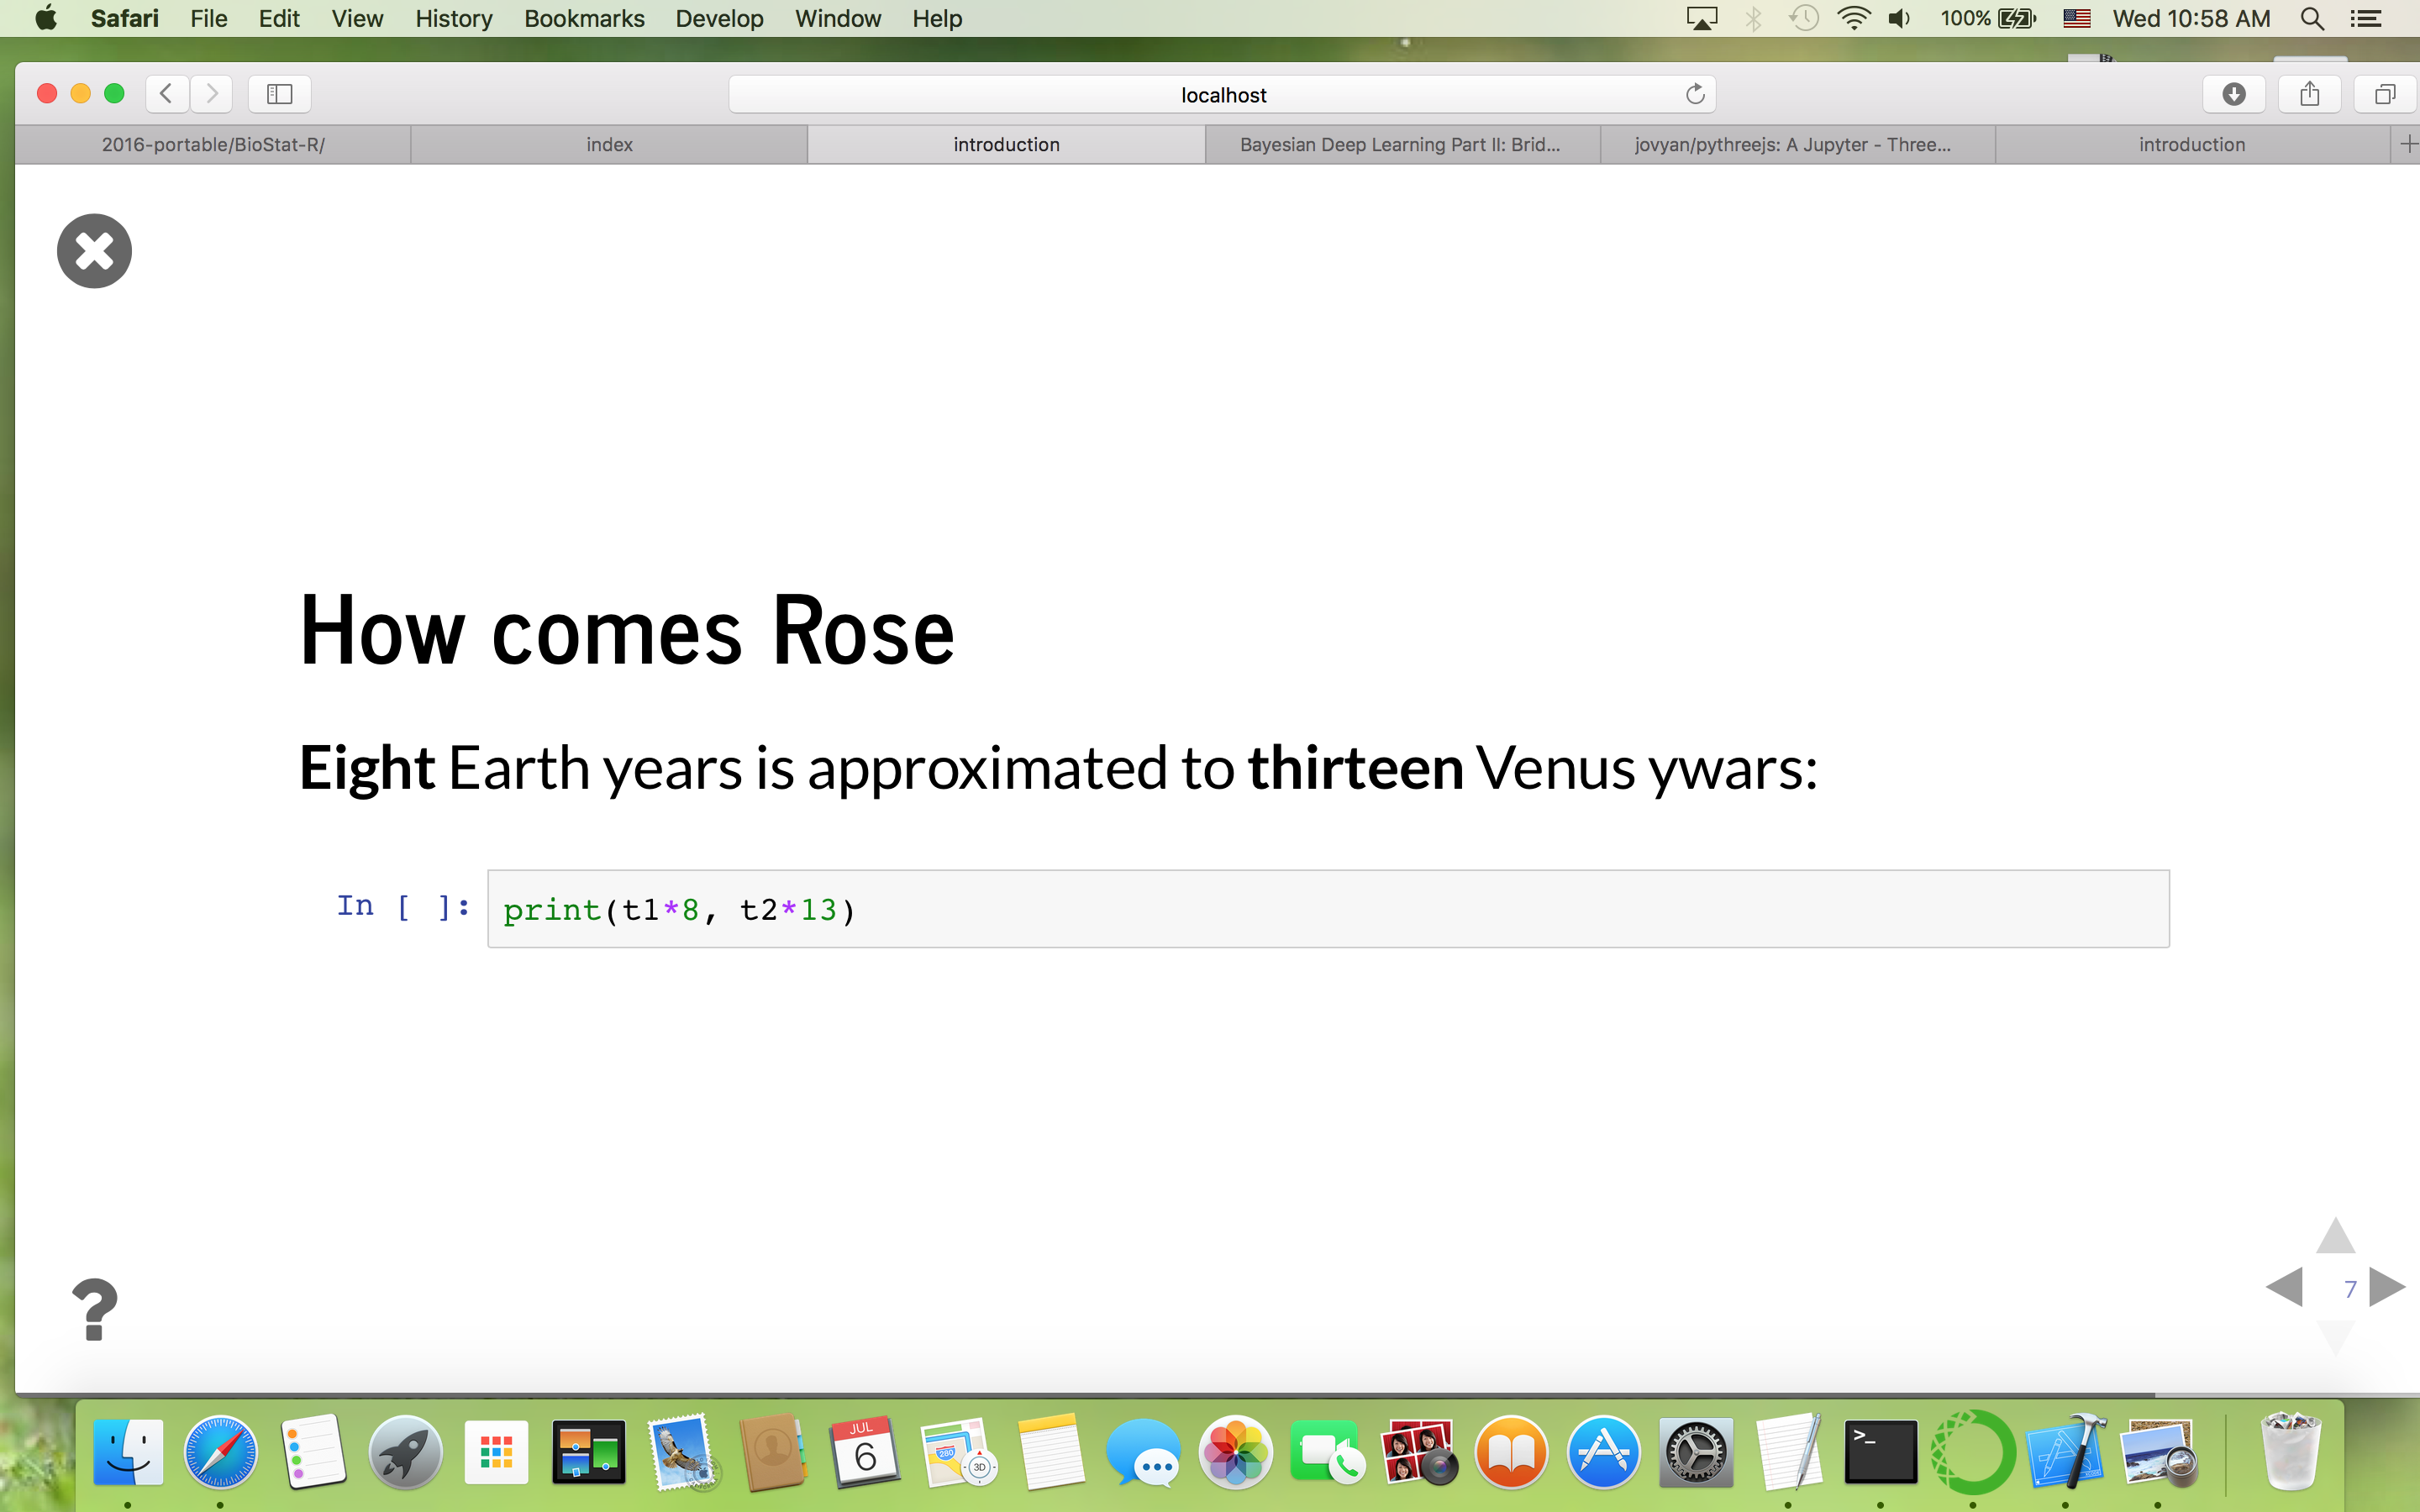 Safari File Edit View History Bookmarks Develop Window Help 100% Wed 10:58 AM
localhost
2016-portable/BioStat-R/ index introduction Bayesian Deep Learning Part II: Brid... jovyan/pythreejs: A Jupyter - Three... introduction
How comes Rose
Eight Earth years is approximated to thirteen Venus ywars:
In [ ]: print(t1*8, t2*13)
7
?
JUL
6
280
3D
>_